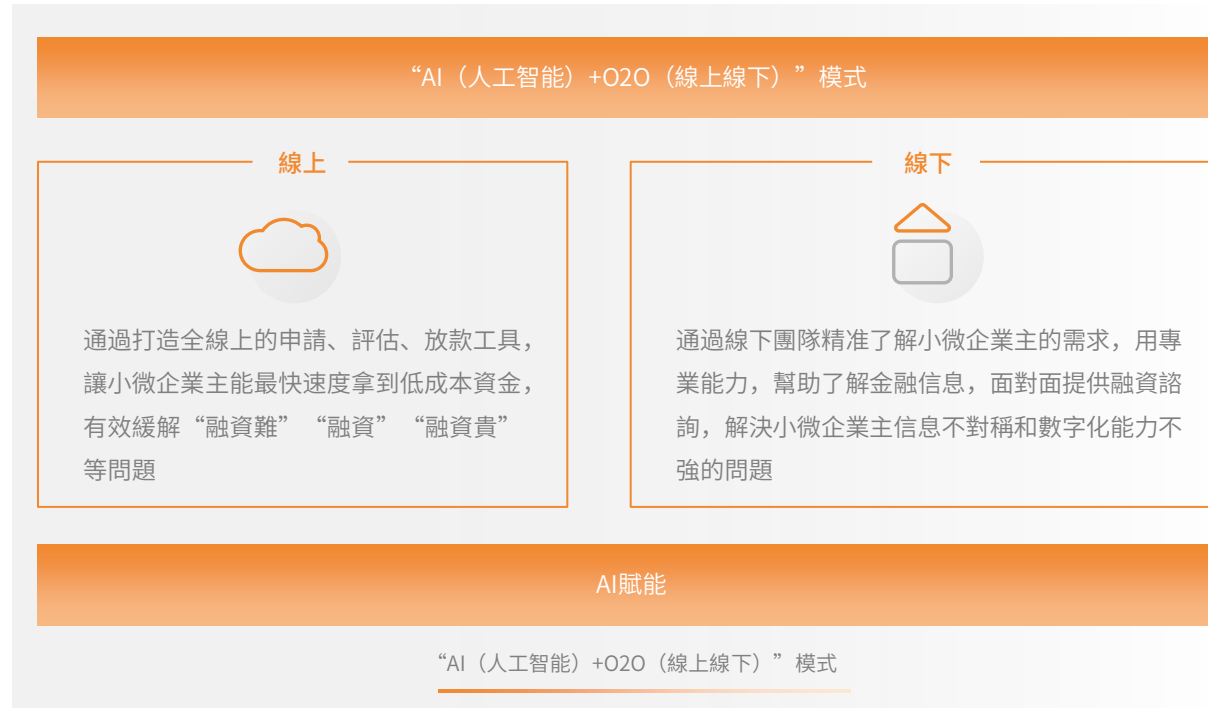 “AI（人工智能）+O2O（線上線下）”模式
線上
通過打造全線上的申請、評估、放款工具，
讓小微企業主能最快速度拿到低成本資金，
有效緩解“融資難”“融資”“融資貴”
等問題
線下
通過線下團隊精准了解小微企業主的需求，用專
業能力，幫助了解金融信息，面對面提供融資諮
詢，解決小微企業主信息不對稱和數字化能力不
強的問題
AI賦能
“AI（人工智能）+O2O（線上線下）”模式